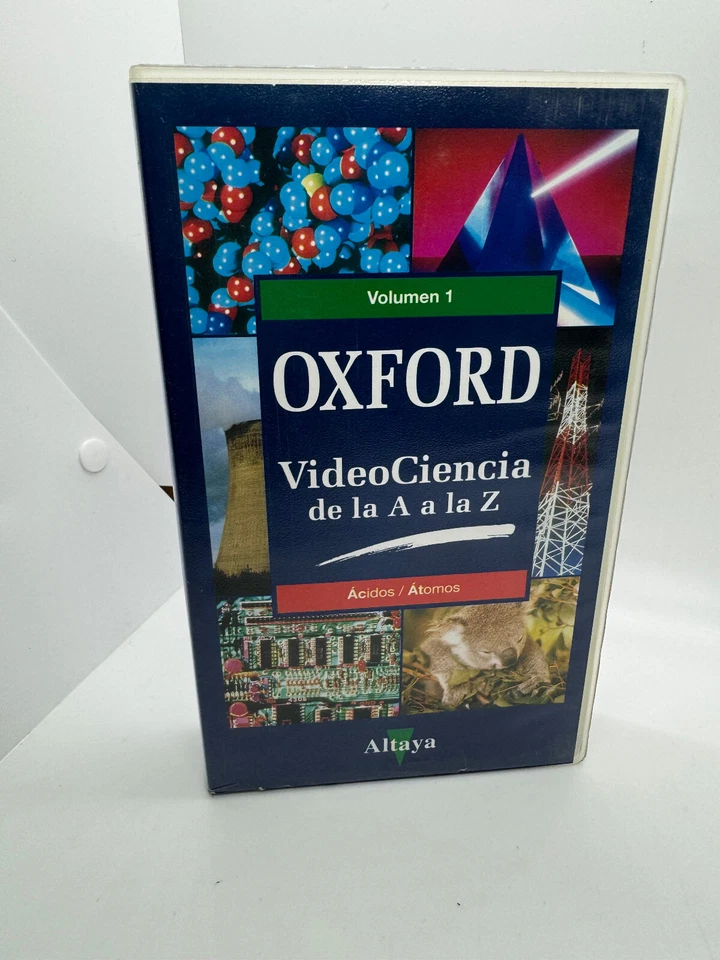 Volumen 1
OXFORD
VideoCiencia
de la A a la Z
Ácidos / Átomos
Altaya